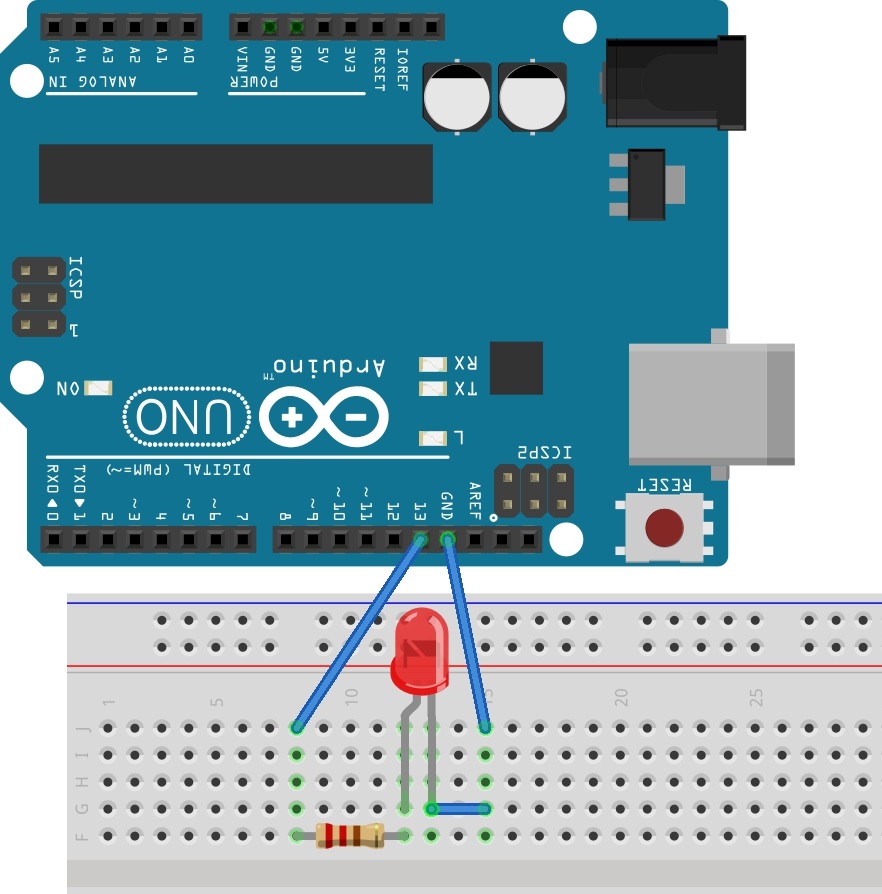 A5 A4 A3 A2 A1 A0
VIN GND GND 5V 3V3 RESET IOREF
ANALOG IN
POWER
ICSP
1
Arduino™
RX
ON
TX
UNO
L
ICSP2
DIGITAL (PWM=~)
RESET
RX0◀0 TX0▶1 2 ~3 4 ~5 ~6 7 8 ~9 ~10 ~11 12 13 GND AREF
1 5 10 15 20 25
J
I
H
G
F